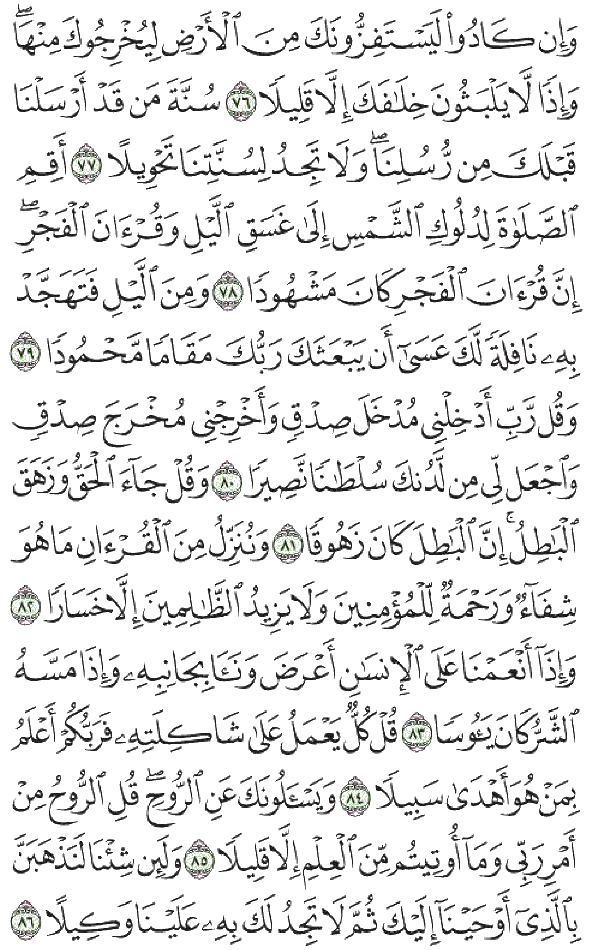 وَإِن كَادُوا۟ لَيَسْتَفِزُّونَكَ مِنَ ٱلْأَرْضِ لِيُخْرِجُوكَ مِنْهَاۖ
وَإِذًا لَّا يَلْبَثُونَ خِلَٰفَكَ إِلَّا قَلِيلًا ٧٦ سُنَّةَ مَن قَدْ أَرْسَلْنَا
قَبْلَكَ مِن رُّسُلِنَاۖ وَلَا تَجِدُ لِسُنَّتِنَا تَحْوِيلًا ٧٧ أَقِمِ
ٱلصَّلَوٰةَ لِدُلُوكِ ٱلشَّمْسِ إِلَىٰ غَسَقِ ٱلَّيْلِ وَقُرْءَانَ ٱلْفَجْرِۖ
إِنَّ قُرْءَانَ ٱلْفَجْرِ كَانَ مَشْهُودًا ٧٨ وَمِنَ ٱلَّيْلِ فَتَهَجَّدْ
بِهِۦ نَافِلَةً لَّكَ عَسَىٰٓ أَن يَبْعَثَكَ رَبُّكَ مَقَامًا مَّحْمُودًا ٧٩
وَقُل رَّبِّ أَدْخِلْنِى مُدْخَلَ صِدْقٍ وَأَخْرِجْنِى مُخْرَجَ صِدْقٍ
وَٱجْعَل لِّى مِن لَّدُنكَ سُلْطَٰنًا نَّصِيرًا ٨٠ وَقُلْ جَآءَ ٱلْحَقُّ وَزَهَقَ
ٱلْبَٰطِلُۚ إِنَّ ٱلْبَٰطِلَ كَانَ زَهُوقًا ٨١ وَنُنَزِّلُ مِنَ ٱلْقُرْءَانِ مَا هُوَ
شِفَآءٌ وَرَحْمَةٌ لِّلْمُؤْمِنِينَ وَلَا يَزِيدُ ٱلظَّٰلِمِينَ إِلَّا خَسَارًا ٨٢
وَإِذَآ أَنْعَمْنَا عَلَى ٱلْإِنسَٰنِ أَعْرَضَ وَنَـَٔا بِجَانِبِهِۦ وَإِذَا مَسَّهُ
ٱلشَّرُّ كَانَ يَـُٔوسًا ٨٣ قُلْ كُلٌّ يَعْمَلُ عَلَىٰ شَاكِلَتِهِۦ فَرَبُّكُمْ أَعْلَمُ
بِمَنْ هُوَ أَهْدَىٰ سَبِيلًا ٨٤ وَيَسْـَٔلُونَكَ عَنِ ٱلرُّوحِۖ قُلِ ٱلرُّوحُ مِنْ
أَمْرِ رَبِّى وَمَآ أُوتِيتُم مِّنَ ٱلْعِلْمِ إِلَّا قَلِيلًا ٨٥ وَلَئِن شِئْنَا لَنَذْهَبَنَّ
بِٱلَّذِىٓ أَوْحَيْنَآ إِلَيْكَ ثُمَّ لَا تَجِدُ لَكَ بِهِۦ عَلَيْنَا وَكِيلًا ٨٦